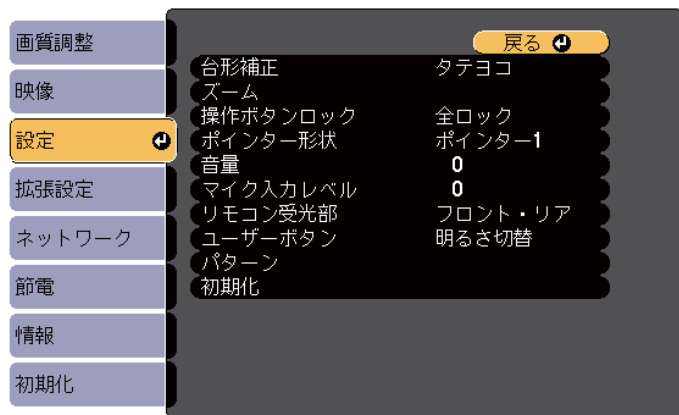 画質調整
映像
設定
拡張設定
ネットワーク
節電
情報
初期化
戻る
台形補正 タテヨコ
ズーム
操作ボタンロック 全ロック
ポインター形状 ポインター1
音量 0
マイク入力レベル 0
リモコン受光部 フロント・リア
ユーザーボタン 明るさ切替
パターン
初期化